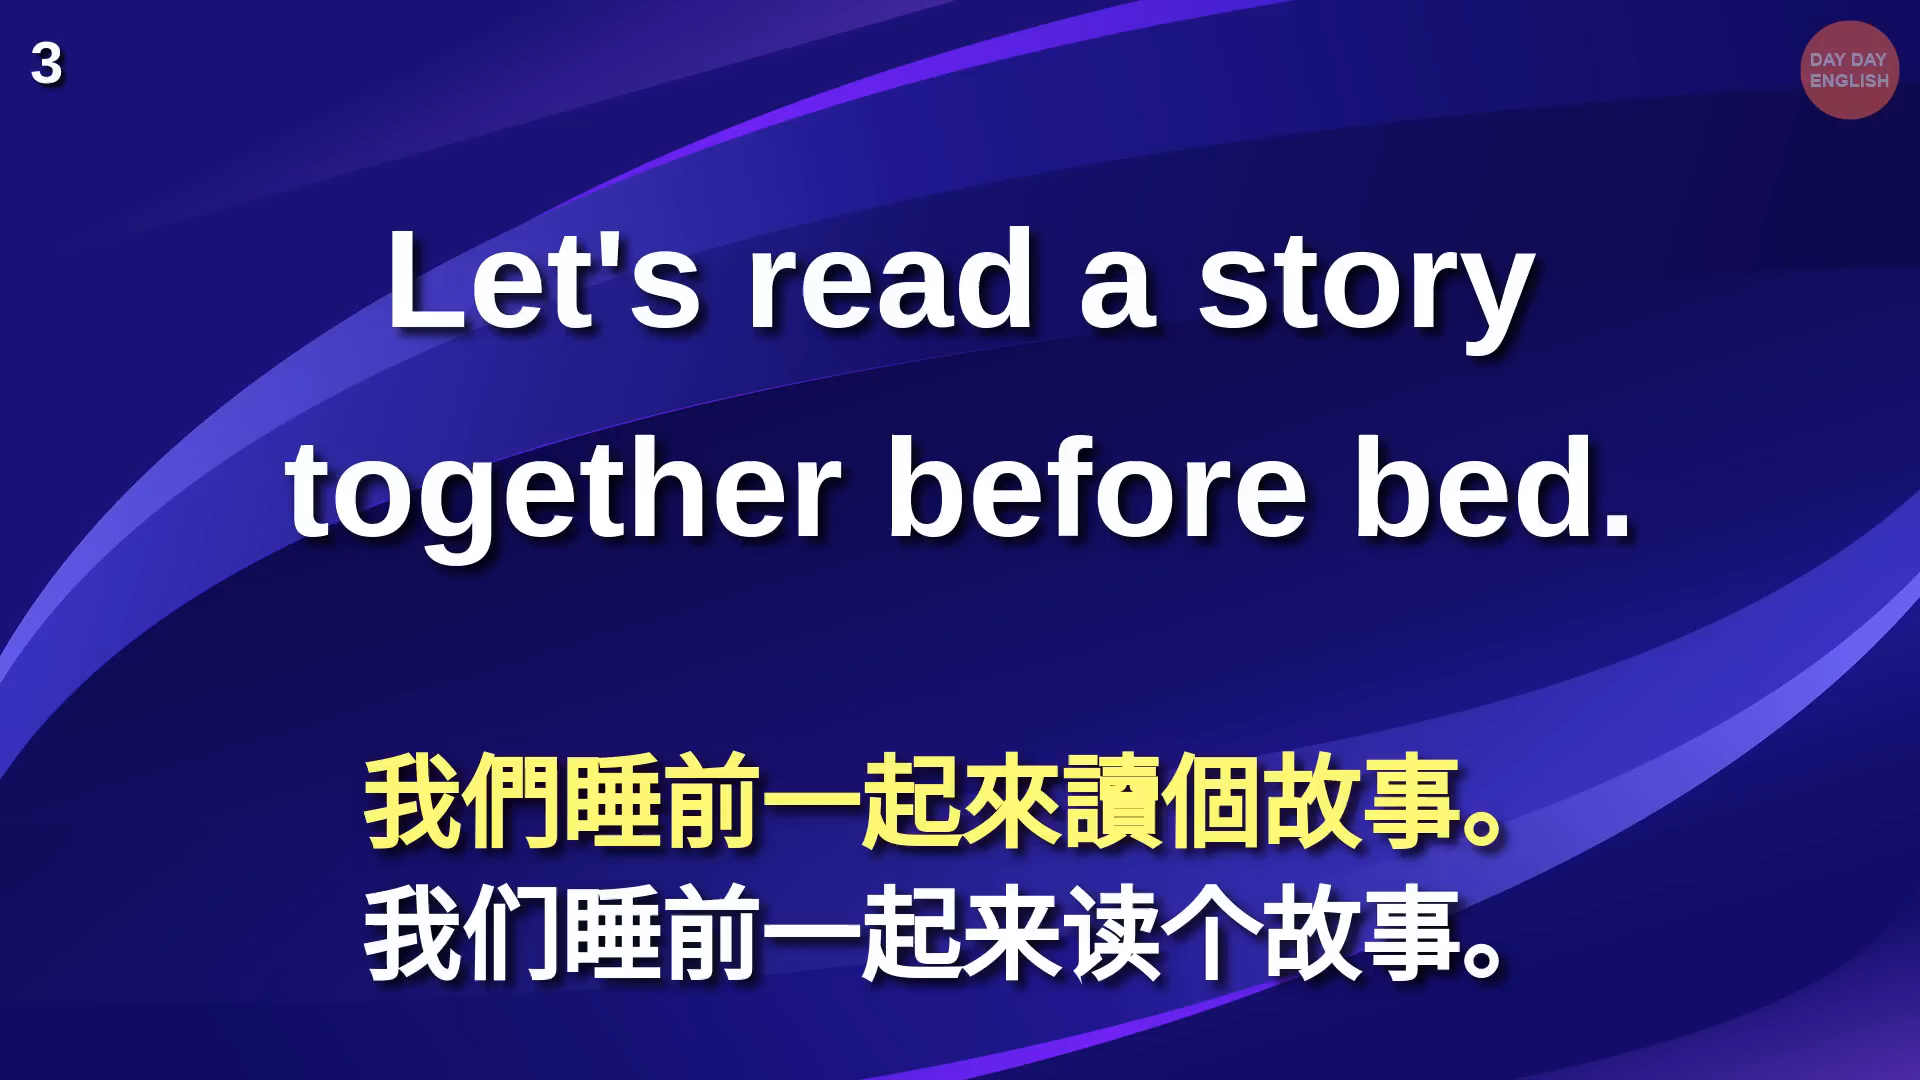 3
DAY DAY
ENGLISH
Let's read a story
together before bed.
我們睡前一起來讀個故事。
我们睡前一起来读个故事。